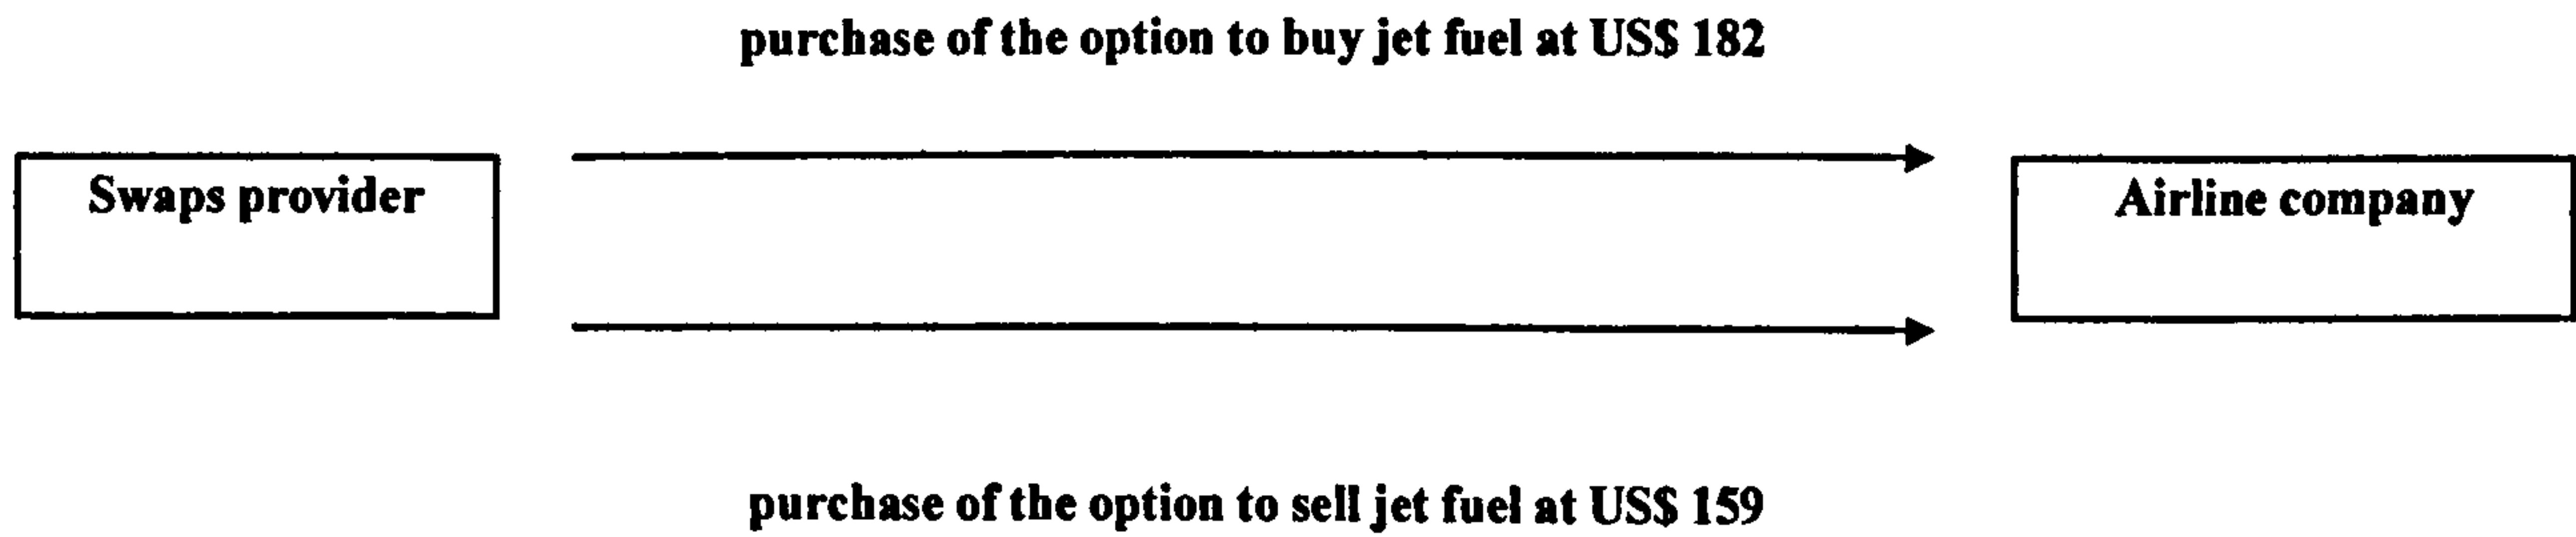 purchase of the option to buy jet fuel at US$ 182
Swaps provider
Airline company
purchase of the option to sell jet fuel at US$ 159